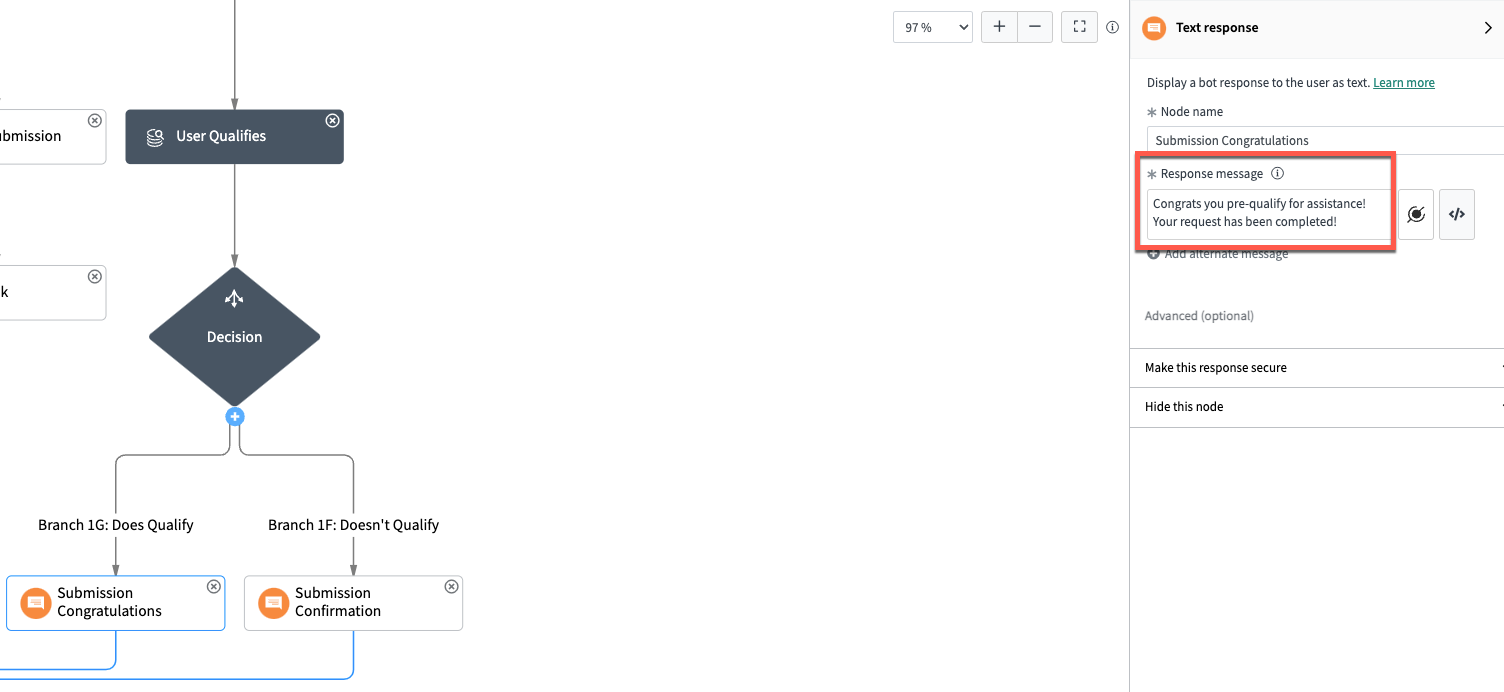 97 %
Text response
Display a bot response to the user as text. Learn more
Node name
Submission Congratulations
Response message
Congrats you pre-qualify for assistance!
Your request has been completed!
Add alternate message
Advanced (optional)
Make this response secure
Hide this node
ubmission
User Qualifies
k
Decision
Branch 1G: Does Qualify
Branch 1F: Doesn't Qualify
Submission
Congratulations
Submission
Confirmation